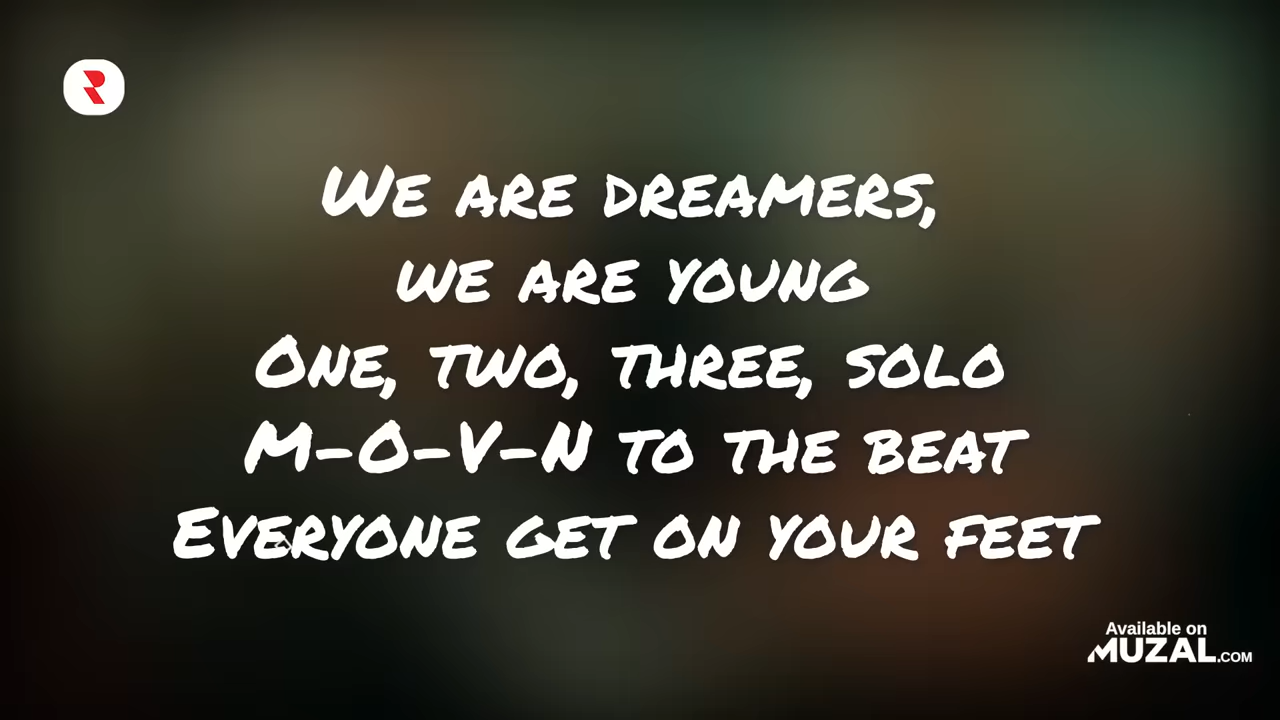 We are dreamers,
we are young
One, two, three, solo
M-O-V-N to the beat
Everyone get on your feet
Available on
MUZAL.COM